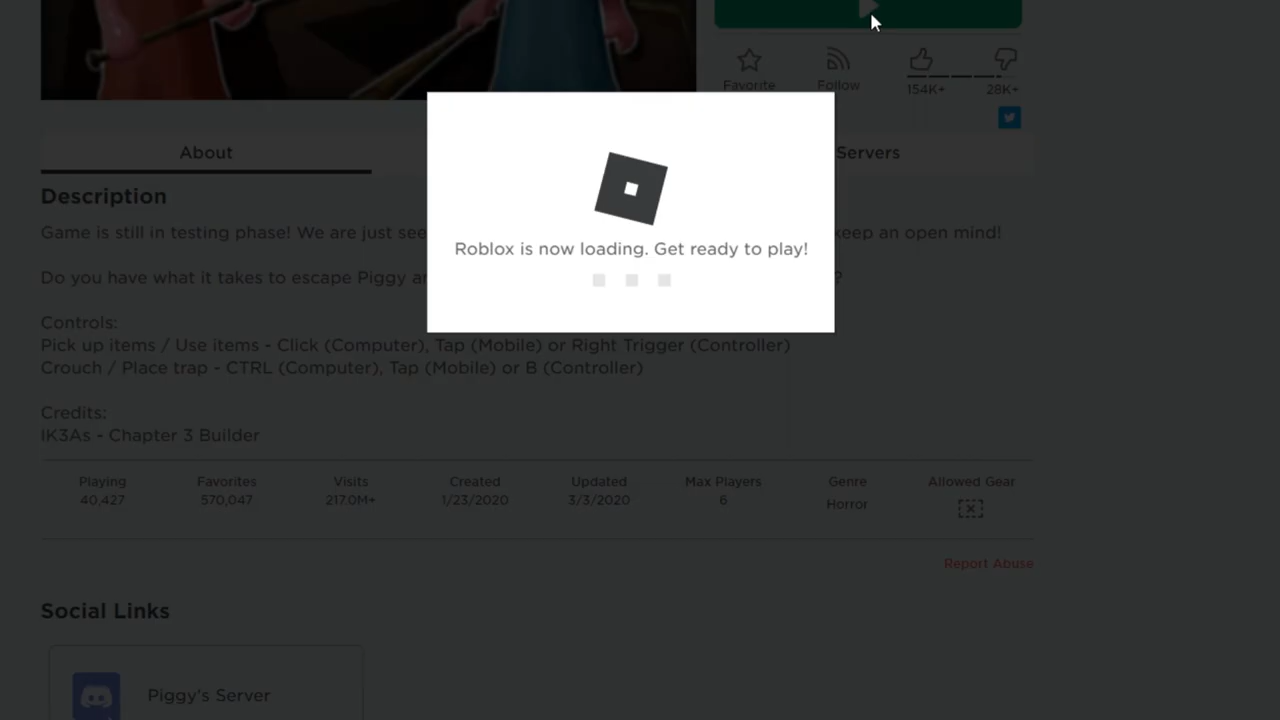 Favorite
Follow
154K+
28K+
Roblox is now loading. Get ready to play!
About
Servers
Description
Game is still in testing phase! We are just see
keep an open mind!
Do you have what it takes to escape Piggy
?
Controls:
Pick up items / Use items - Click (Computer), Tap (Mobile) or Right Trigger (Controller)
Crouch / Place trap - CTRL (Computer), Tap (Mobile) or B (Controller)
Credits:
IK3As - Chapter 3 Builder
Playing Favorites Visits Created Updated Max Players Genre Allowed Gear
40,427 570,047 217.0M+ 1/23/2020 3/3/2020 6 Horror
Report Abuse
Social Links
Piggy's Server